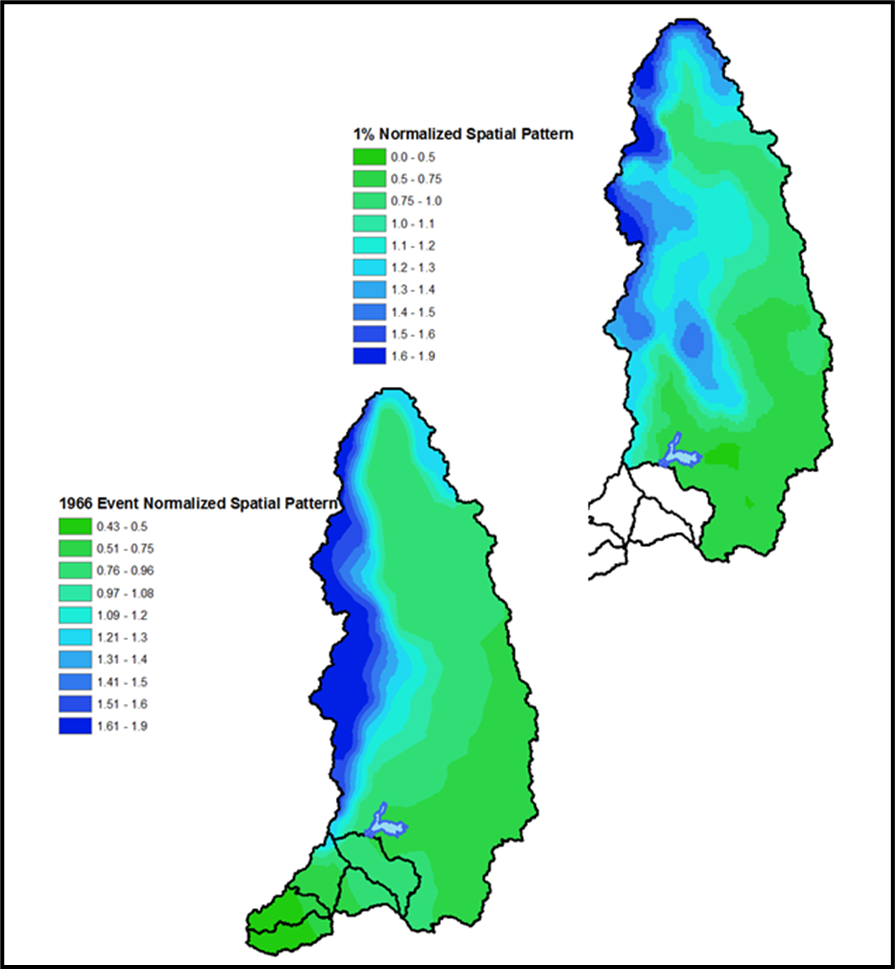 1% Normalized Spatial Pattern
0.0 - 0.5
0.5 - 0.75
0.75 - 1.0
1.0 - 1.1
1.1 - 1.2
1.2 - 1.3
1.3 - 1.4
1.4 - 1.5
1.5 - 1.6
1.6 - 1.9
1966 Event Normalized Spatial Pattern
0.43 - 0.5
0.51 - 0.75
0.76 - 0.96
0.97 - 1.08
1.09 - 1.2
1.21 - 1.3
1.31 - 1.4
1.41 - 1.5
1.51 - 1.6
1.61 - 1.9